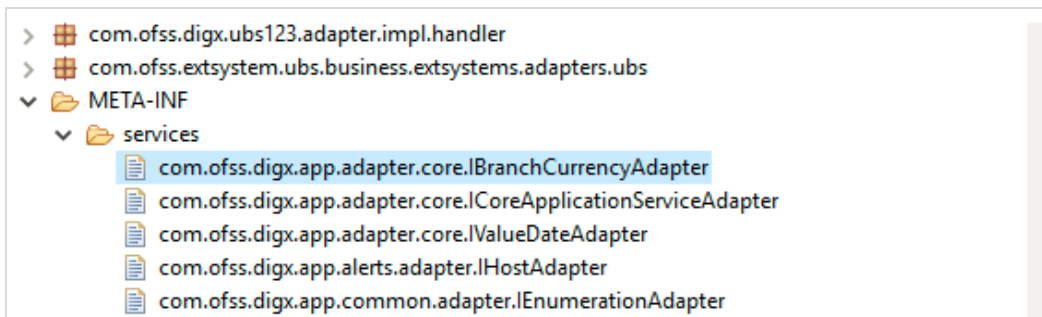 com.ofss.digx.ubs123.adapter.impl.handler
com.ofss.extsystem.ubs.business.extsystems.adapters.ubs
META-INF
services
com.ofss.digx.app.adapter.core.IBranchCurrencyAdapter
com.ofss.digx.app.adapter.core.ICoreApplicationServiceAdapter
com.ofss.digx.app.adapter.core.IValueDateAdapter
com.ofss.digx.app.alerts.adapter.IHostAdapter
com.ofss.digx.app.common.adapter.IEnumerationAdapter